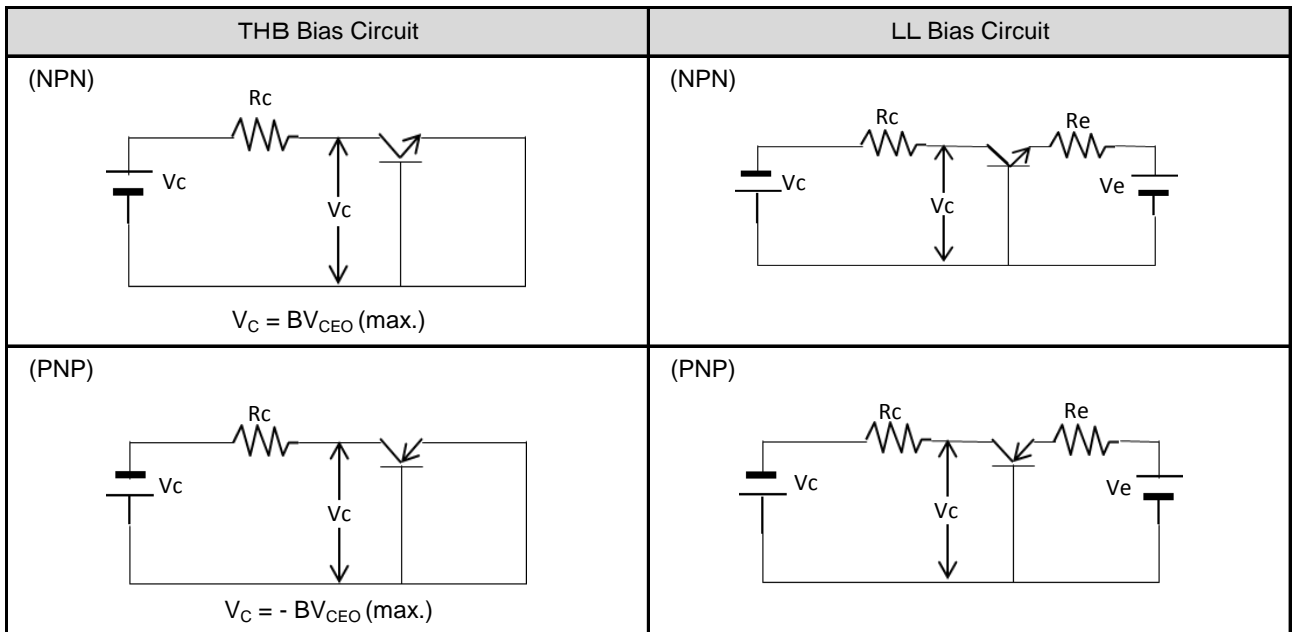 THB Bias Circuit
LL Bias Circuit
(NPN)
Rc
Vc
Vc
V_C = BV_CEO (max.)
(NPN)
Rc
Re
Vc
Vc
Ve
(PNP)
Rc
Vc
Vc
V_C = - BV_CEO (max.)
(PNP)
Rc
Re
Vc
Vc
Ve